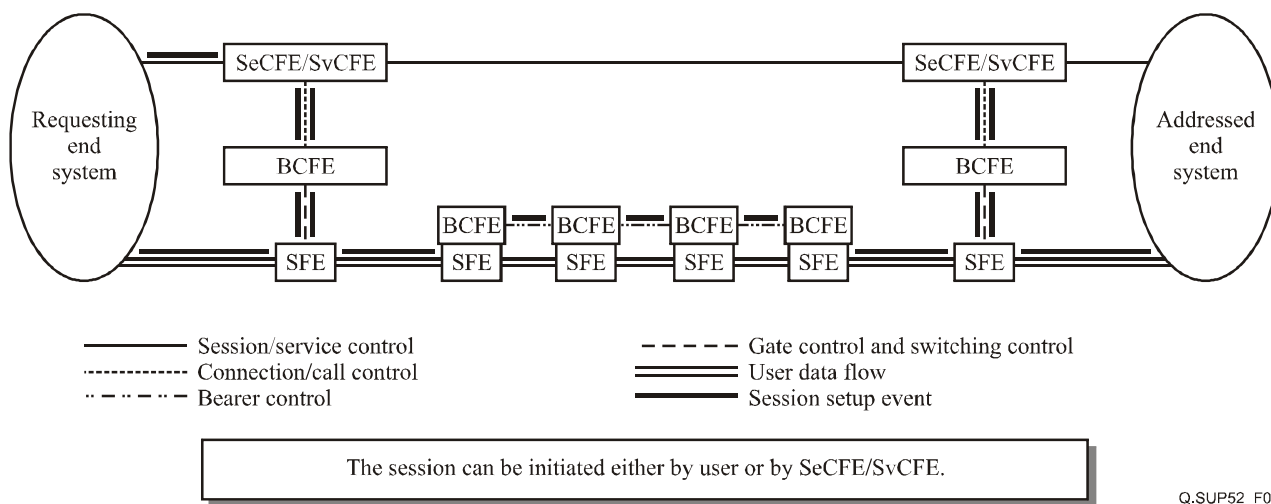 SeCFE/SvCFE
SeCFE/SvCFE
Requesting
end
system
Addressed
end
system
BCFE
BCFE
BCFE
BCFE
BCFE
BCFE
SFE
SFE
SFE
SFE
SFE
SFE
Session/service control
Connection/call control
Bearer control
Gate control and switching control
User data flow
Session setup event
The session can be initiated either by user or by SeCFE/SvCFE.
Q.SUP52_F0